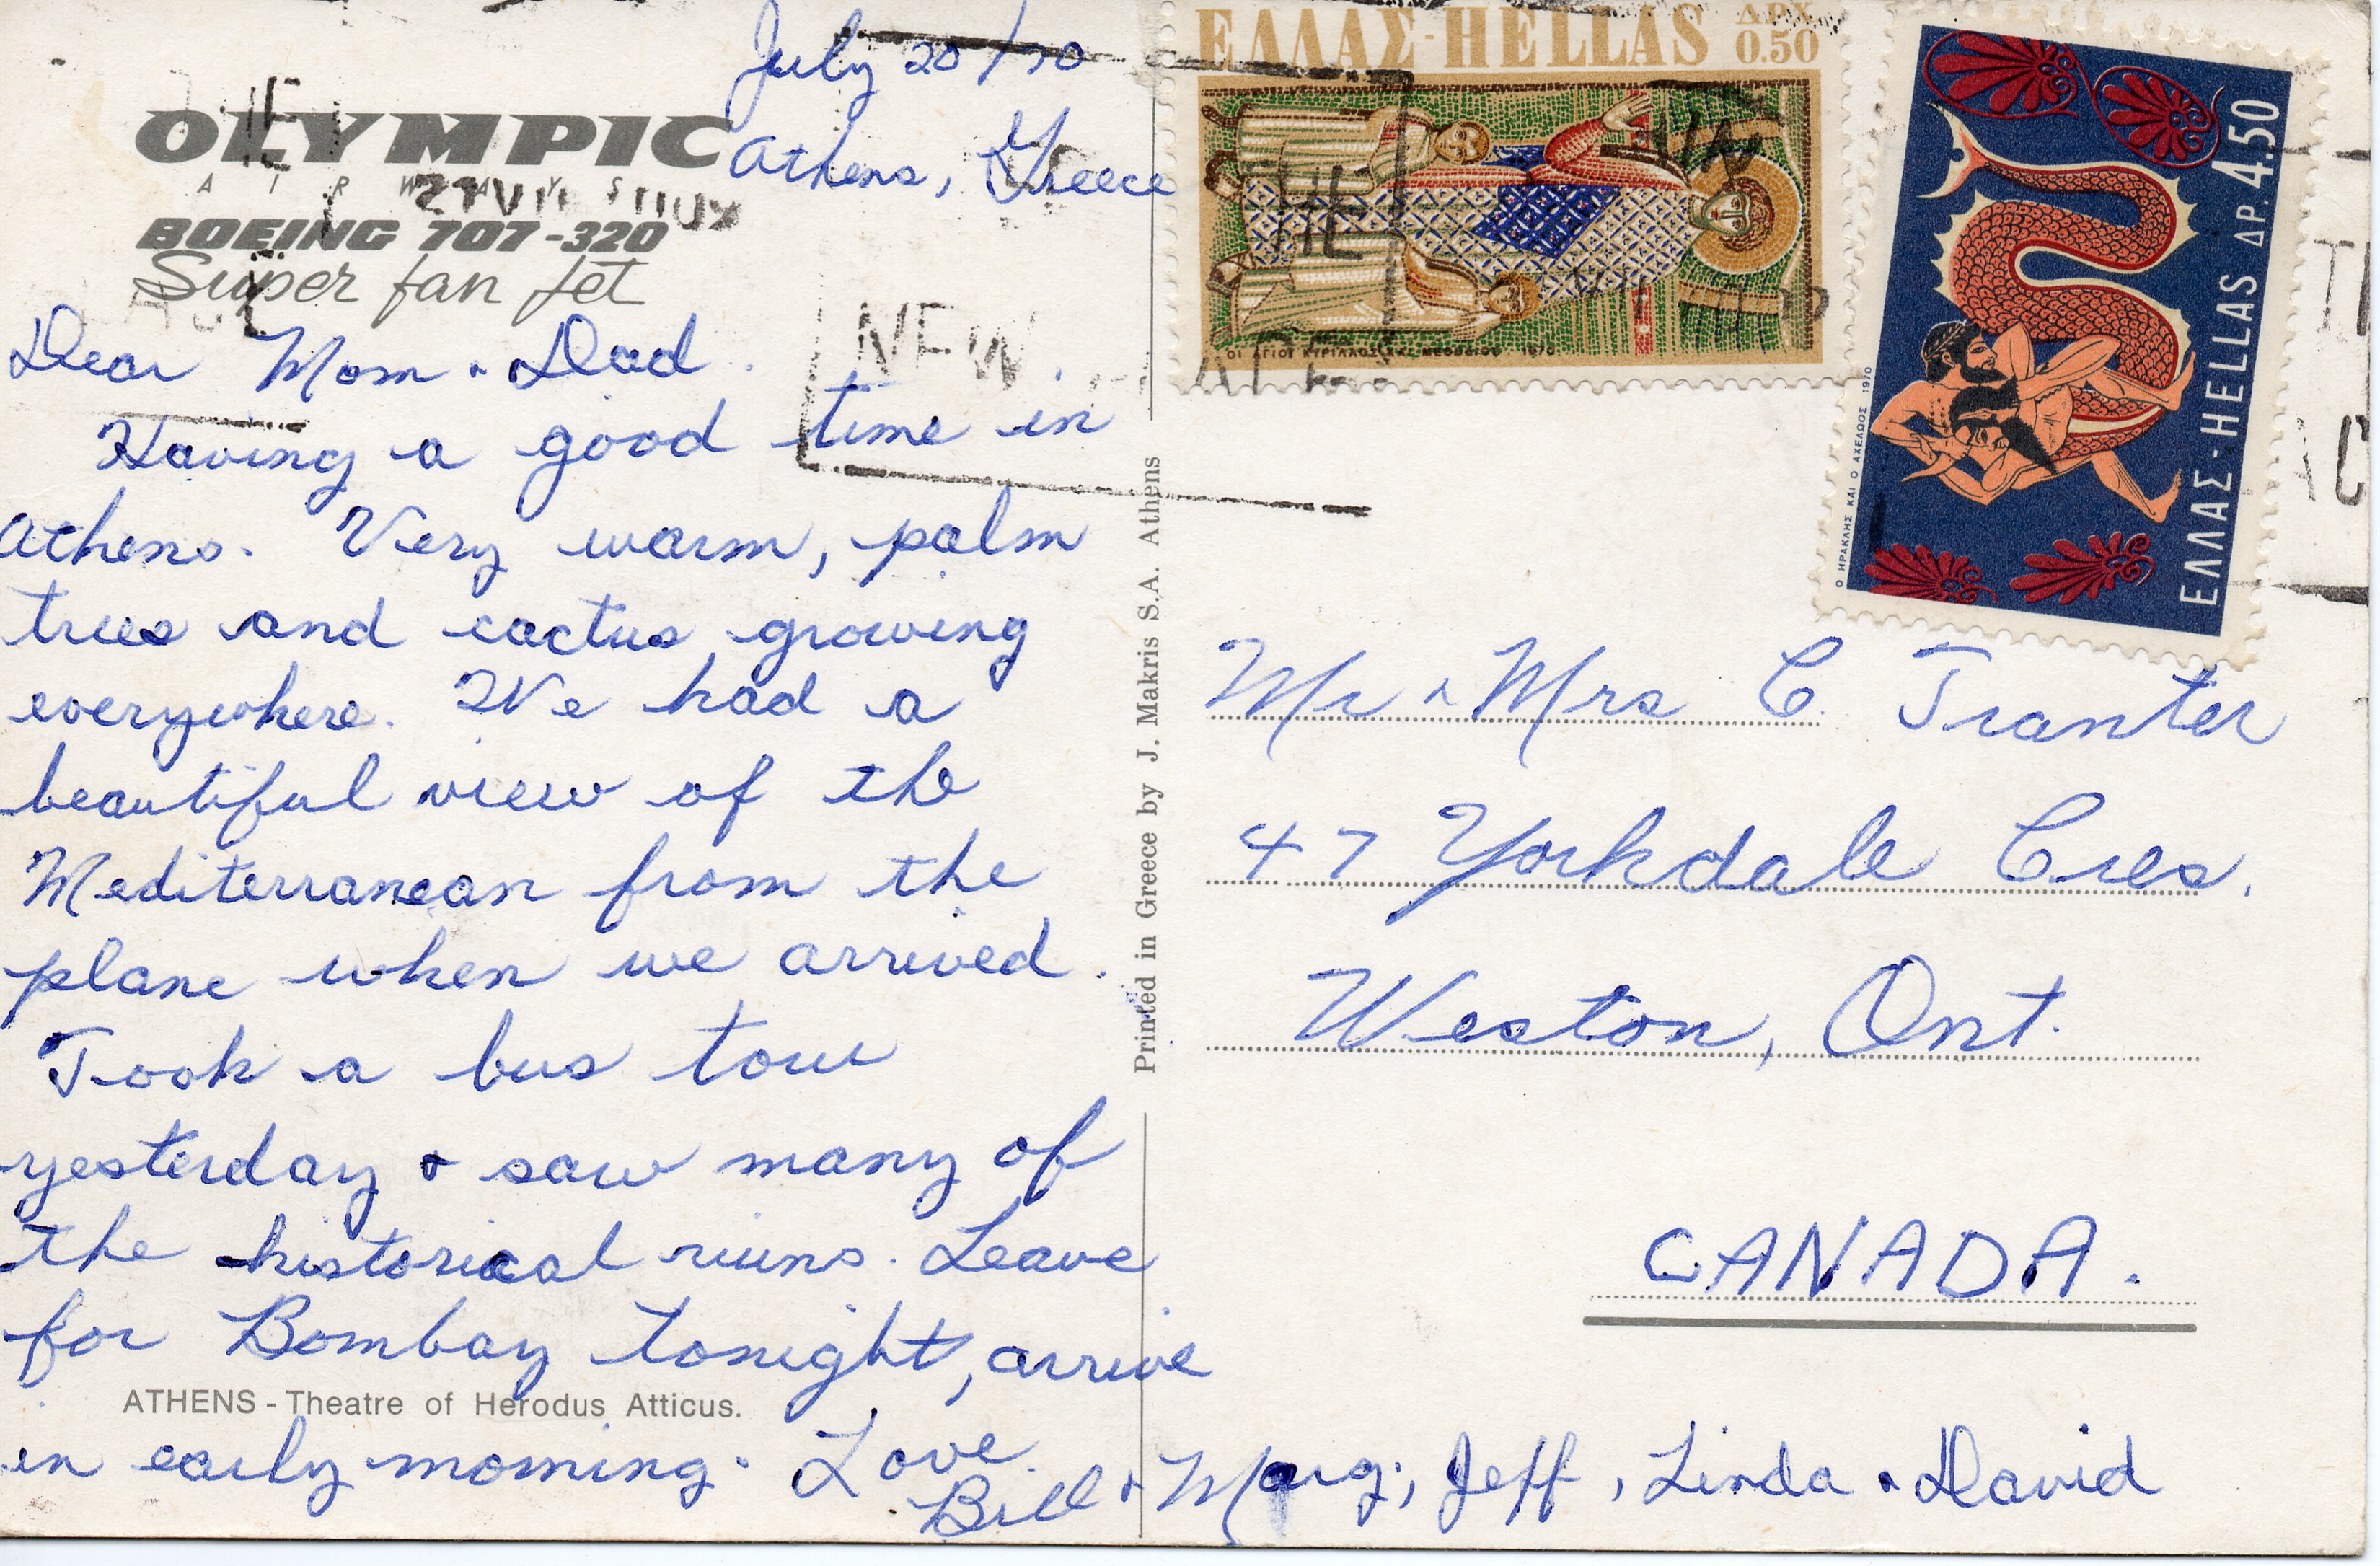 July 20/70
Athens, Greece
OLYMPIC
AIRWAYS
BOEING 707-320
Super fan jet
Dear Mom & Dad.
Having a good time in
Athens. Very warm, palm
trees and cactus growing
everywhere. We had a
beautiful view of the
Mediterranean from the
plane when we arrived.
Took a bus tour
yesterday & saw many of
the historical ruins. Leave
for Bombay tonight, arrive
ATHENS - Theatre of Herodus Atticus.
in early morning. Love
Bill & Marg, Jeff, Linda & David
Printed in Greece by J. Makris S.A. Athens
ΕΛΛΑΣ-HELLAS ΔΡΧ 0.50
ΟΙ ΑΓΙΟΙ ΚΥΡΙΛΛΟΣ ΚΑΙ ΜΕΘΟΔΙΟΣ 1970
ΕΛΛΑΣ-HELLAS ΔΡ. 4.50
Ο ΗΡΑΚΛΗΣ ΚΑΙ Ο ΑΧΕΛΩΟΣ 1970
NEW
Mr & Mrs C. Tranter
47 Yorkdale Cres.
Weston, Ont.
CANADA.